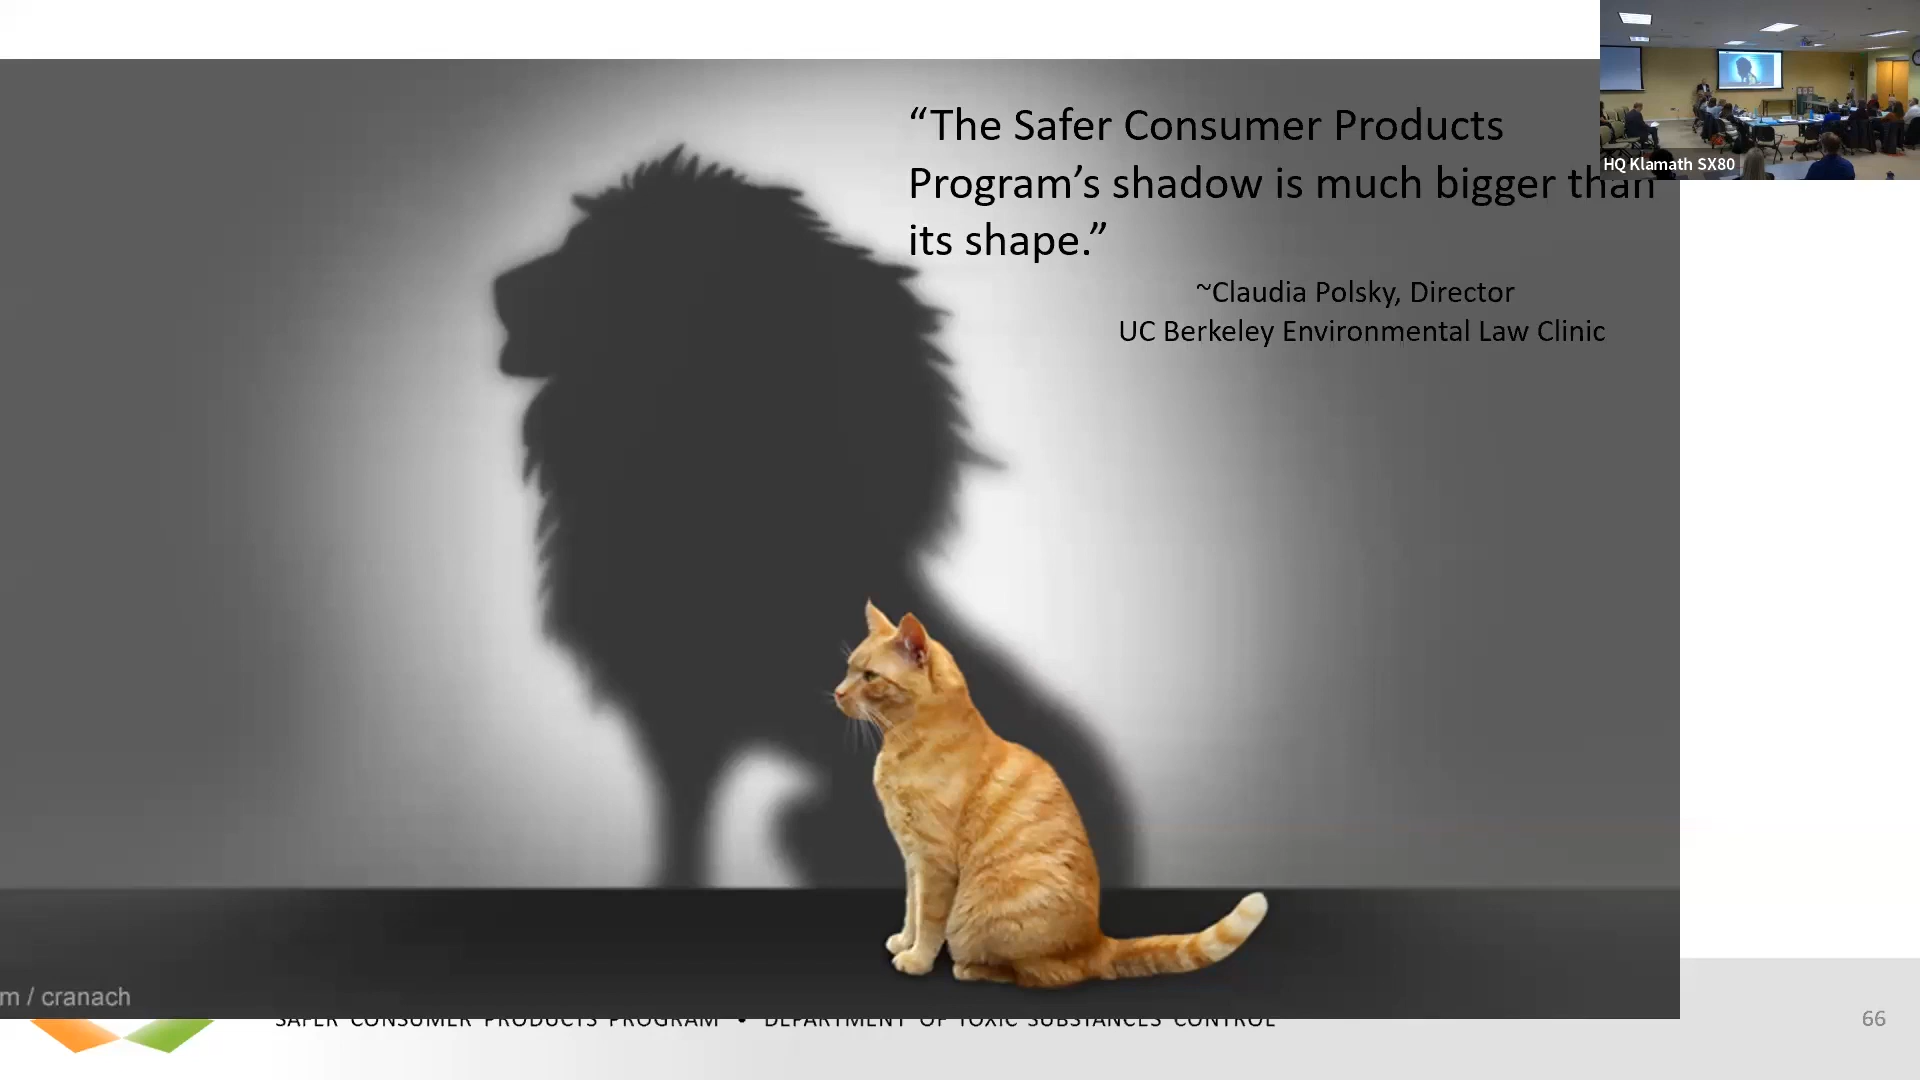 “The Safer Consumer Products
Program’s shadow is much bigger than
its shape.”
~Claudia Polsky, Director
UC Berkeley Environmental Law Clinic
HQ Klamath SX80
m / cranach
SAFER CONSUMER PRODUCTS PROGRAM • DEPARTMENT OF TOXIC SUBSTANCES CONTROL
66